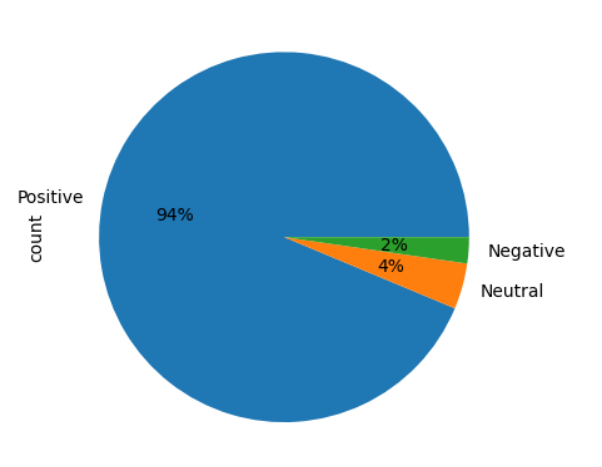 Positive
count
94%
2%
Negative
4%
Neutral